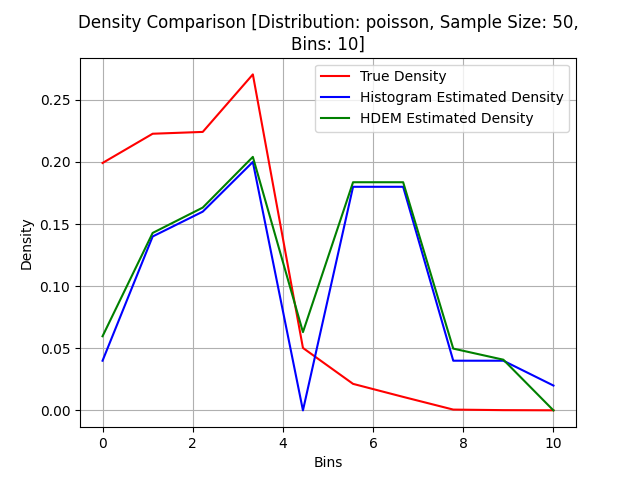 Density Comparison [Distribution: poisson, Sample Size: 50,
Bins: 10]
True Density
Histogram Estimated Density
HDEM Estimated Density
Density
0.25
0.20
0.15
0.10
0.05
0.00
0 2 4 6 8 10
Bins